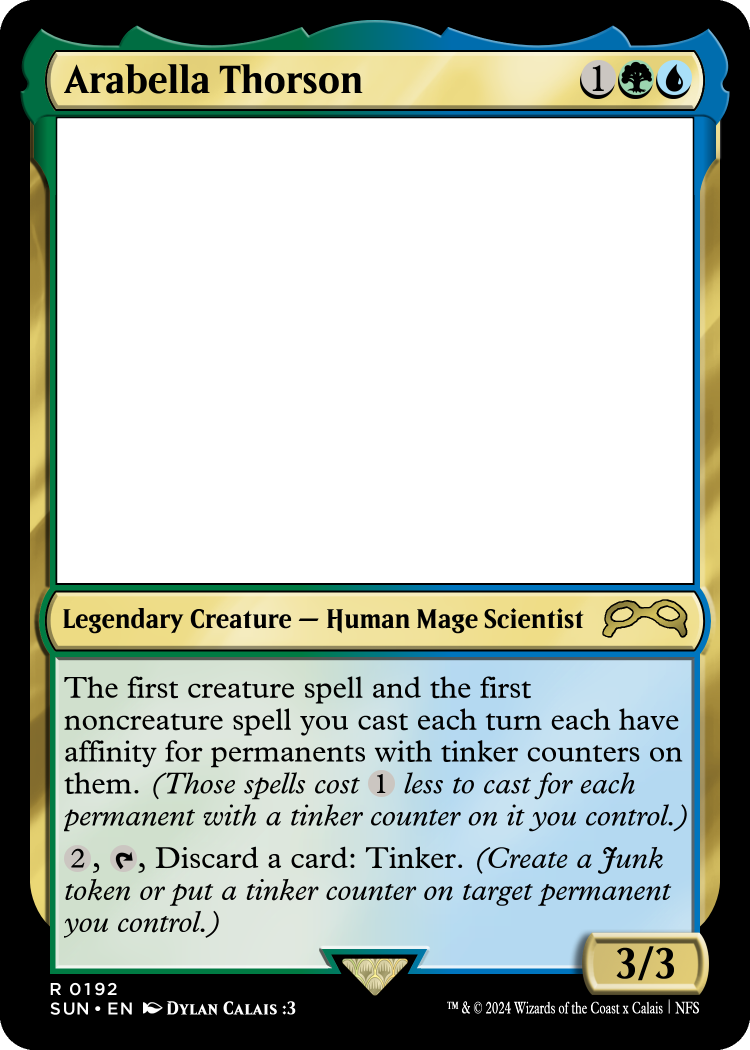 Arabella Thorson 1
Legendary Creature — Human Mage Scientist
The first creature spell and the first
noncreature spell you cast each turn each have
affinity for permanents with tinker counters on
them. (Those spells cost 1 less to cast for each
permanent with a tinker counter on it you control.)
2, , Discard a card: Tinker. (Create a Junk
token or put a tinker counter on target permanent
you control.)
3/3
R 0192
SUN • EN Dylan Calais :3
™ & © 2024 Wizards of the Coast x Calais | NFS